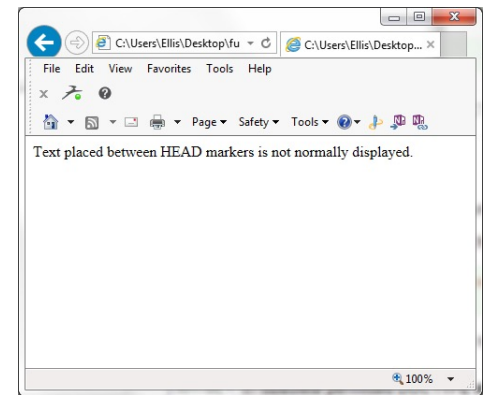 C:\Users\Ellis\Desktop\fu
C:\Users\Ellis\Desktop...
File Edit View Favorites Tools Help
Page Safety Tools
Text placed between HEAD markers is not normally displayed.
100%